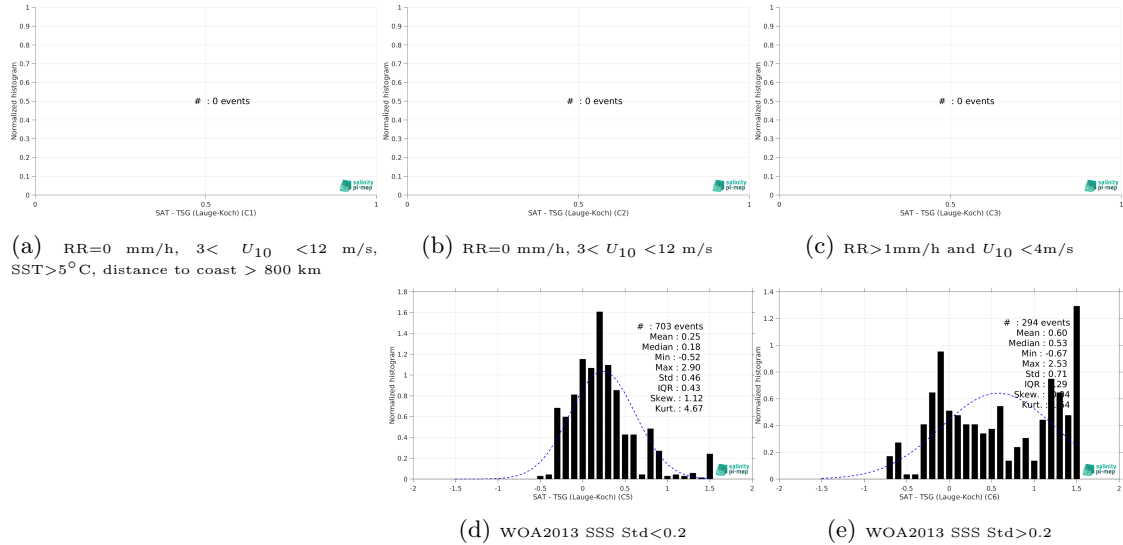 1
0.9
0.8
0.7
0.6
0.5
0.4
0.3
0.2
0.1
0
Normalized histogram
# : 0 events
salinity
pi-mep
0 0.5 1
SAT - TSG (Lauge-Koch) (C1)
(a) RR=0 mm/h, 3< U10 <12 m/s,
SST>5°C, distance to coast > 800 km
1
0.9
0.8
0.7
0.6
0.5
0.4
0.3
0.2
0.1
0
Normalized histogram
# : 0 events
salinity
pi-mep
0 0.5 1
SAT - TSG (Lauge-Koch) (C2)
(b) RR=0 mm/h, 3< U10 <12 m/s
1
0.9
0.8
0.7
0.6
0.5
0.4
0.3
0.2
0.1
0
Normalized histogram
# : 0 events
salinity
pi-mep
0 0.5 1
SAT - TSG (Lauge-Koch) (C3)
(c) RR>1mm/h and U10 <4m/s
1.8
1.6
1.4
1.2
1
0.8
0.6
0.4
0.2
0
Normalized histogram
# : 703 events
Mean : 0.25
Median : 0.18
Min : -0.52
Max : 2.90
Std : 0.46
IQR : 0.43
Skew. : 1.12
Kurt. : 4.67
salinity
pi-mep
-2 -1.5 -1 -0.5 0 0.5 1 1.5 2
SAT - TSG (Lauge-Koch) (C5)
(d) WOA2013 SSS Std<0.2
1.4
1.2
1
0.8
0.6
0.4
0.2
0
Normalized histogram
# : 294 events
Mean : 0.60
Median : 0.53
Min : -0.67
Max : 2.53
Std : 0.71
IQR :
Skew. :
Kurt. :
salinity
pi-mep
-2 -1.5 -1 -0.5 0 0.5 1 1.5 2
SAT - TSG (Lauge-Koch) (C6)
(e) WOA2013 SSS Std>0.2